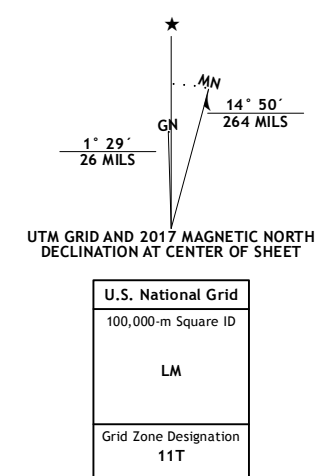 ★
MN
GN
14° 50´
264 MILS
1° 29´
26 MILS
UTM GRID AND 2017 MAGNETIC NORTH
DECLINATION AT CENTER OF SHEET
U.S. National Grid
100,000-m Square ID
LM
Grid Zone Designation
11T